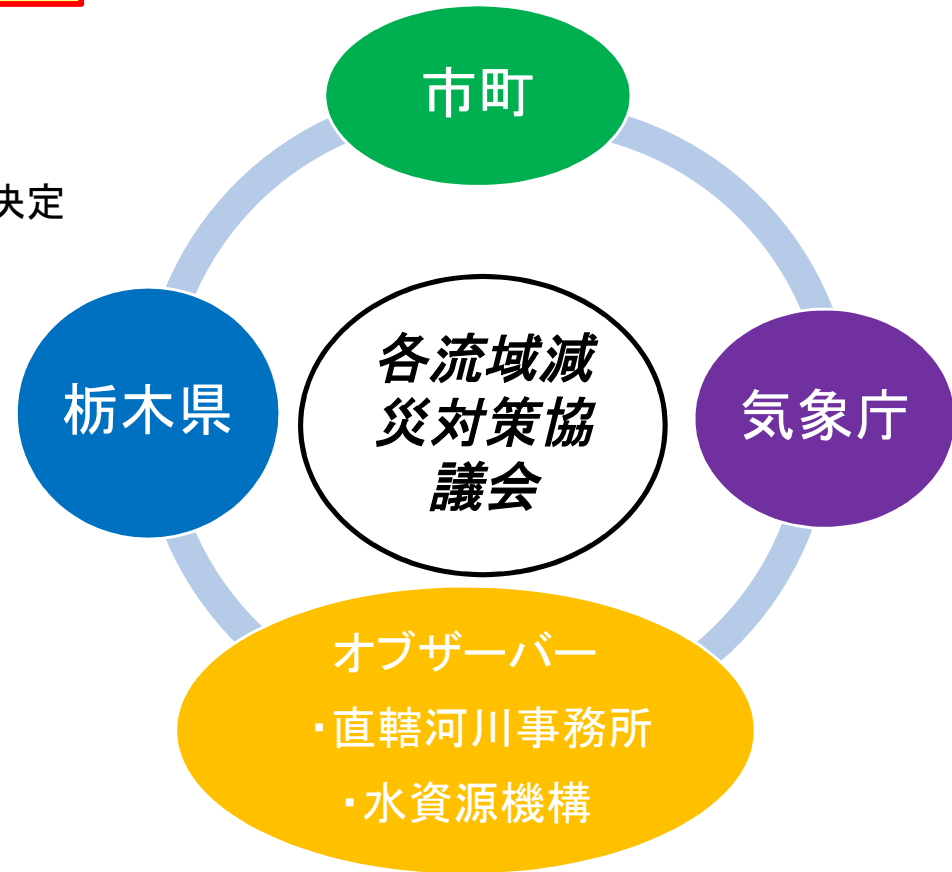 市町
決定
栃木県
各流域減
災対策協
議会
気象庁
オブザーバー
・直轄河川事務所
・水資源機構